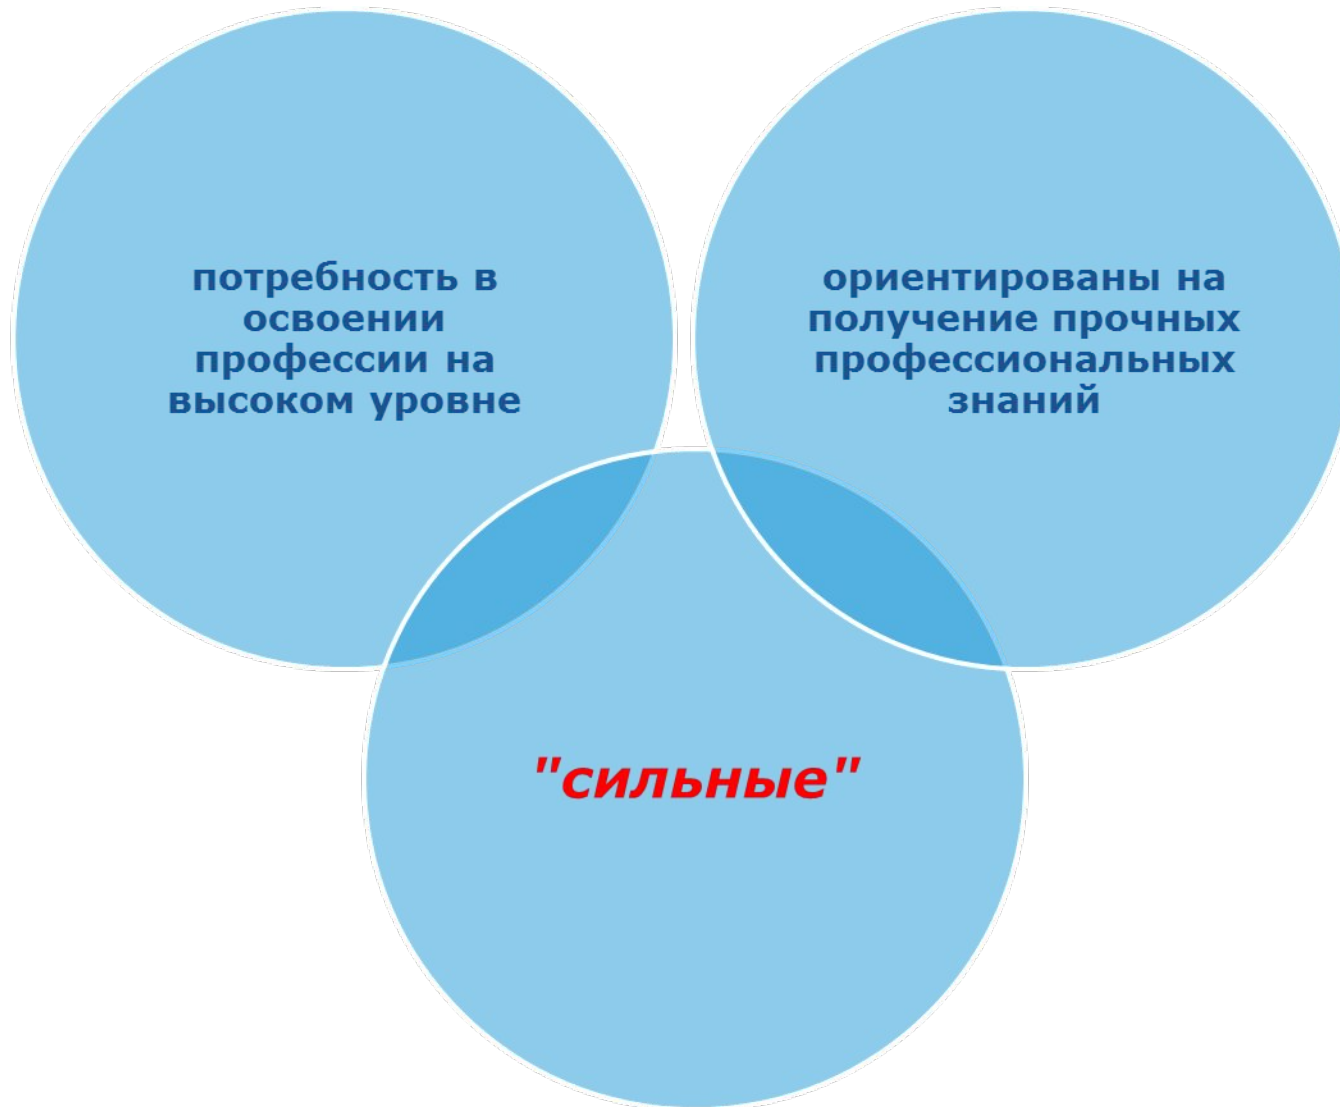 потребность в
освоении
профессии на
высоком уровне
ориентированы на
получение прочных
профессиональных
знаний
"сильные"